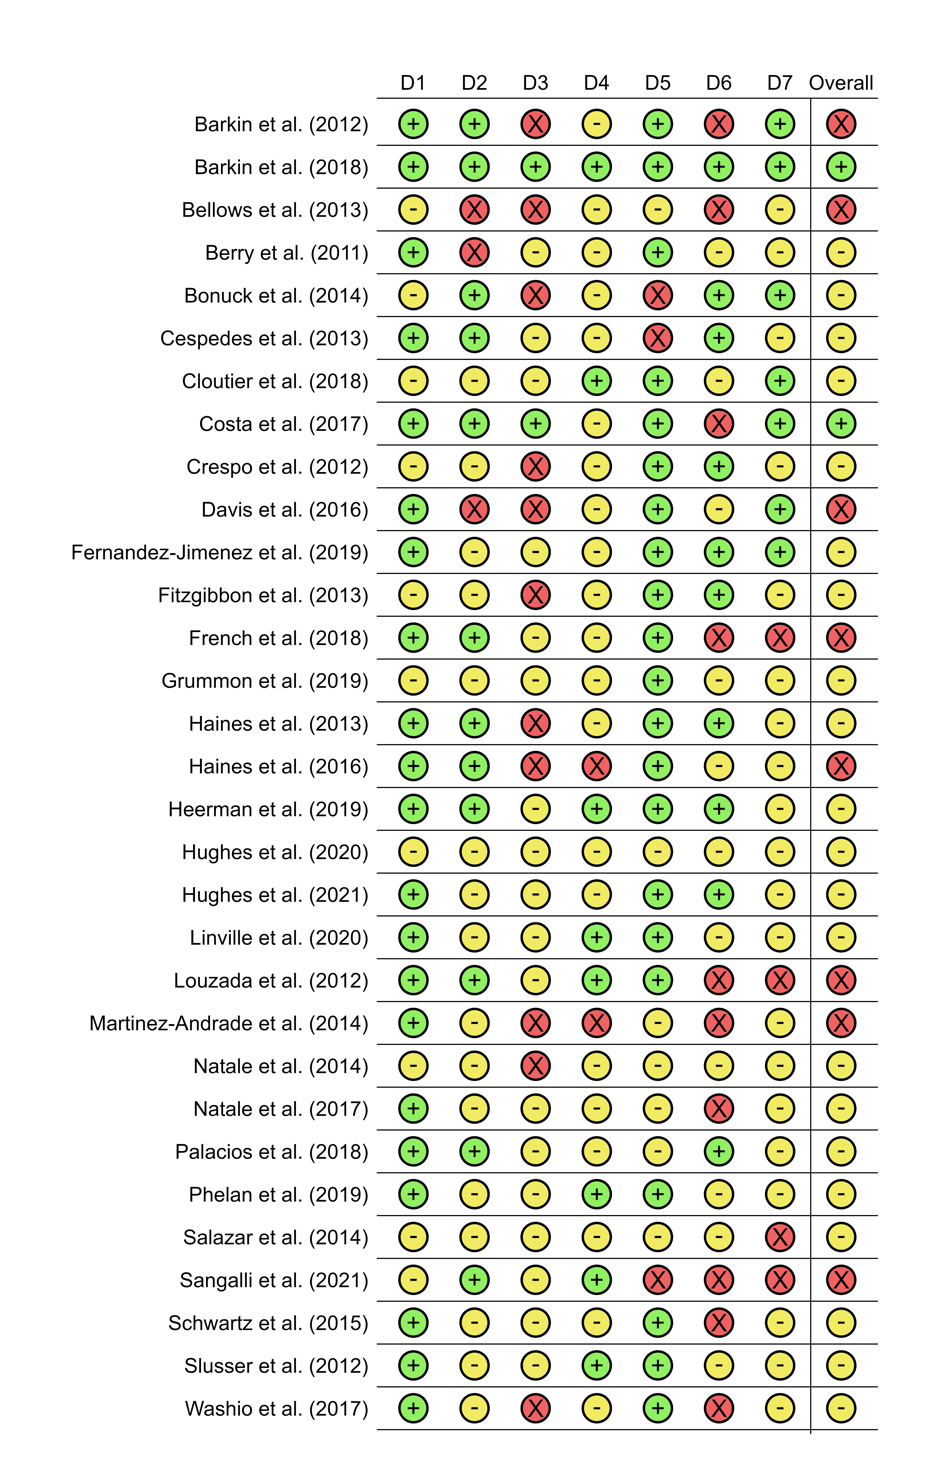 D1 D2 D3 D4 D5 D6 D7 Overall
Barkin et al. (2012) + + X - + X + X
Barkin et al. (2018) + + + + + + + +
Bellows et al. (2013) - X X - - X - X
Berry et al. (2011) + X - - + - - -
Bonuck et al. (2014) - + X - X + + -
Cespedes et al. (2013) + + - - X + - -
Cloutier et al. (2018) - - - + + - + -
Costa et al. (2017) + + + - + X + +
Crespo et al. (2012) - - X - + + - -
Davis et al. (2016) + X X - + - + X
Fernandez-Jimenez et al. (2019) + - - - + + + -
Fitzgibbon et al. (2013) - - X - + + - -
French et al. (2018) + + - - + X X X
Grummon et al. (2019) - - - - + - - -
Haines et al. (2013) + + X - + + - -
Haines et al. (2016) + + X X + - - X
Heerman et al. (2019) + + - + + + - -
Hughes et al. (2020) - - - - - - - -
Hughes et al. (2021) + - - - + + - -
Linville et al. (2020) + - - + + - - -
Louzada et al. (2012) + + - + + X X X
Martinez-Andrade et al. (2014) + - X X - X - X
Natale et al. (2014) - - X - - - - -
Natale et al. (2017) + - - - - X - -
Palacios et al. (2018) + + - - - + - -
Phelan et al. (2019) + - - + + - - -
Salazar et al. (2014) - - - - - - X -
Sangalli et al. (2021) - + - + X X X X
Schwartz et al. (2015) + - - - + X - -
Slusser et al. (2012) + - - + + - - -
Washio et al. (2017) + - X - + X - -